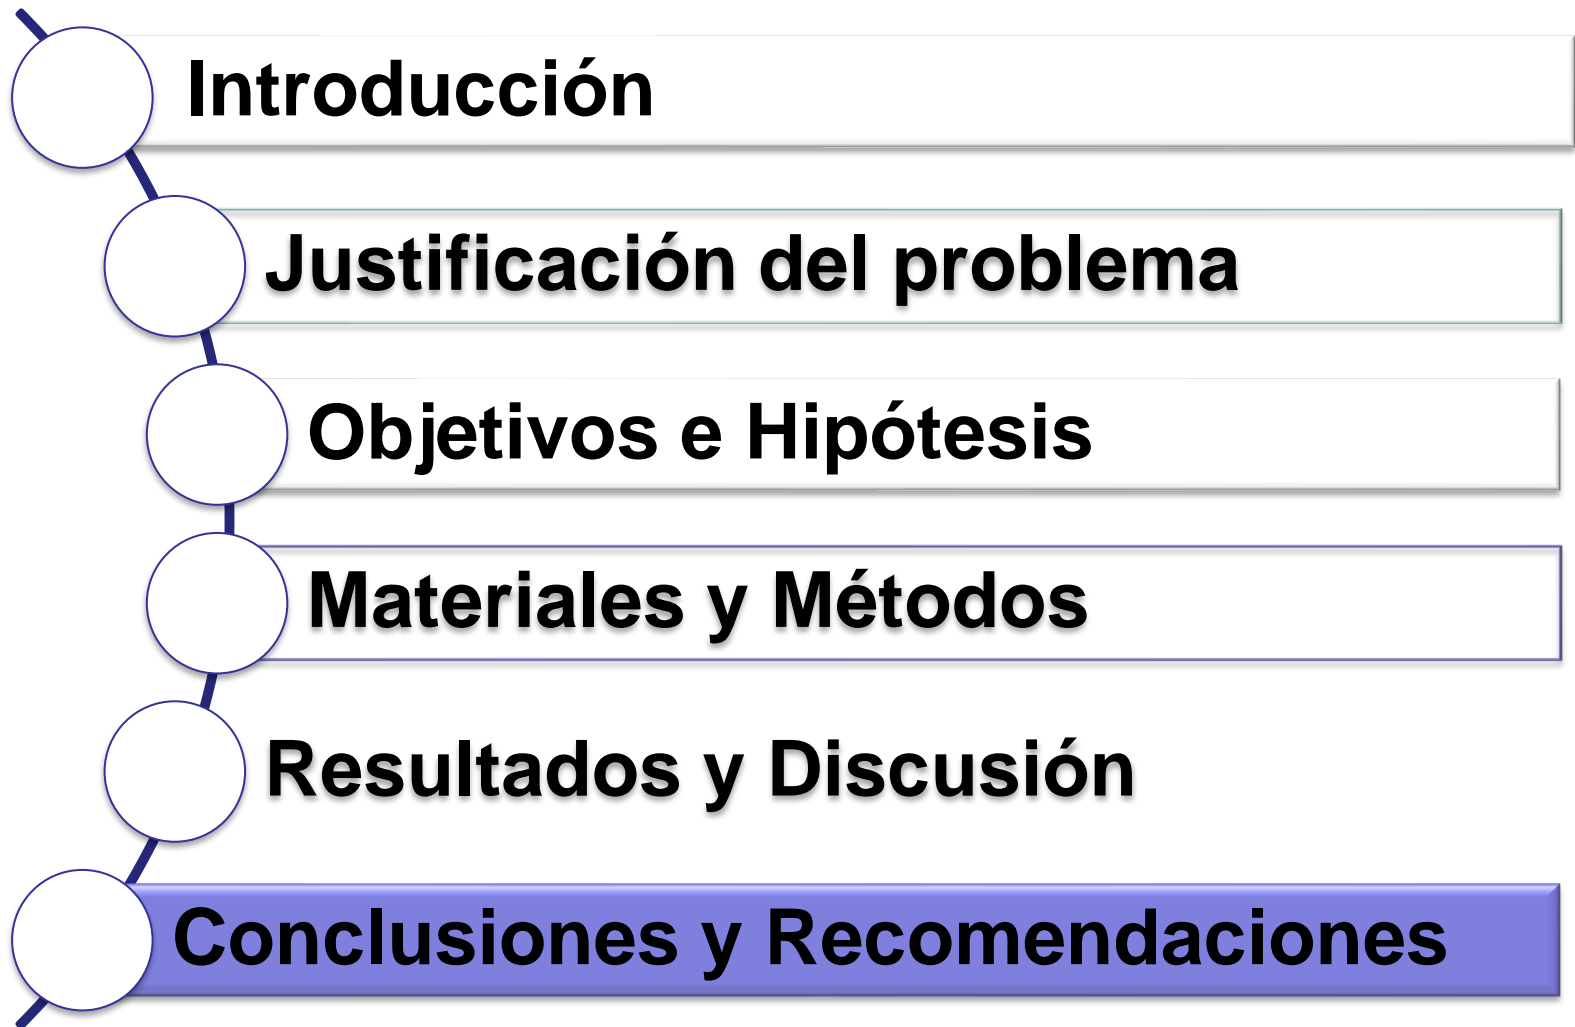 Introducción
Justificación del problema
Objetivos e Hipótesis
Materiales y Métodos
Resultados y Discusión
Conclusiones y Recomendaciones